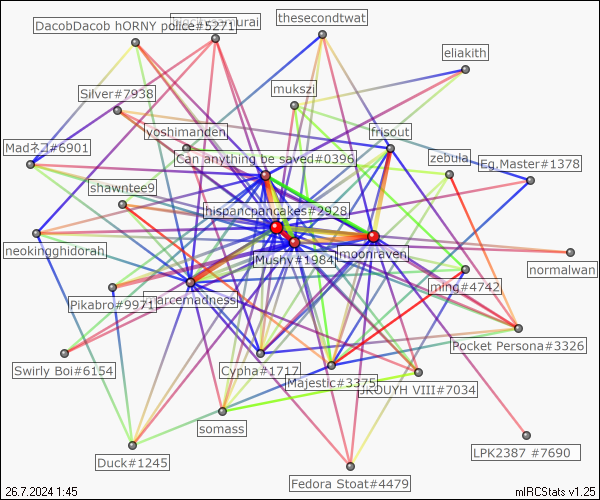 thesecondtwat
DacobDacob hORNY police#5271
eliakith
mukszi
Silver#7938
yoshimanden
frisout
Madネコ#6901
Can anything be saved#0396
zebula
Eg.Master#1378
shawntee9
hispancpancakes#2928
neokingghidorah
Mushy#1984
moonraven
normalwan
ming#4742
Pikabro#9971
arcemadness
Pocket Persona#3326
Swirly Boi#6154
Cypha#1717
Majestic#3375
JKOUYH VIII#7034
somass
LPK2387 #7690
Duck#1245
Fedora Stoat#4479
26.7.2024 1:45
mIRCStats v1.25